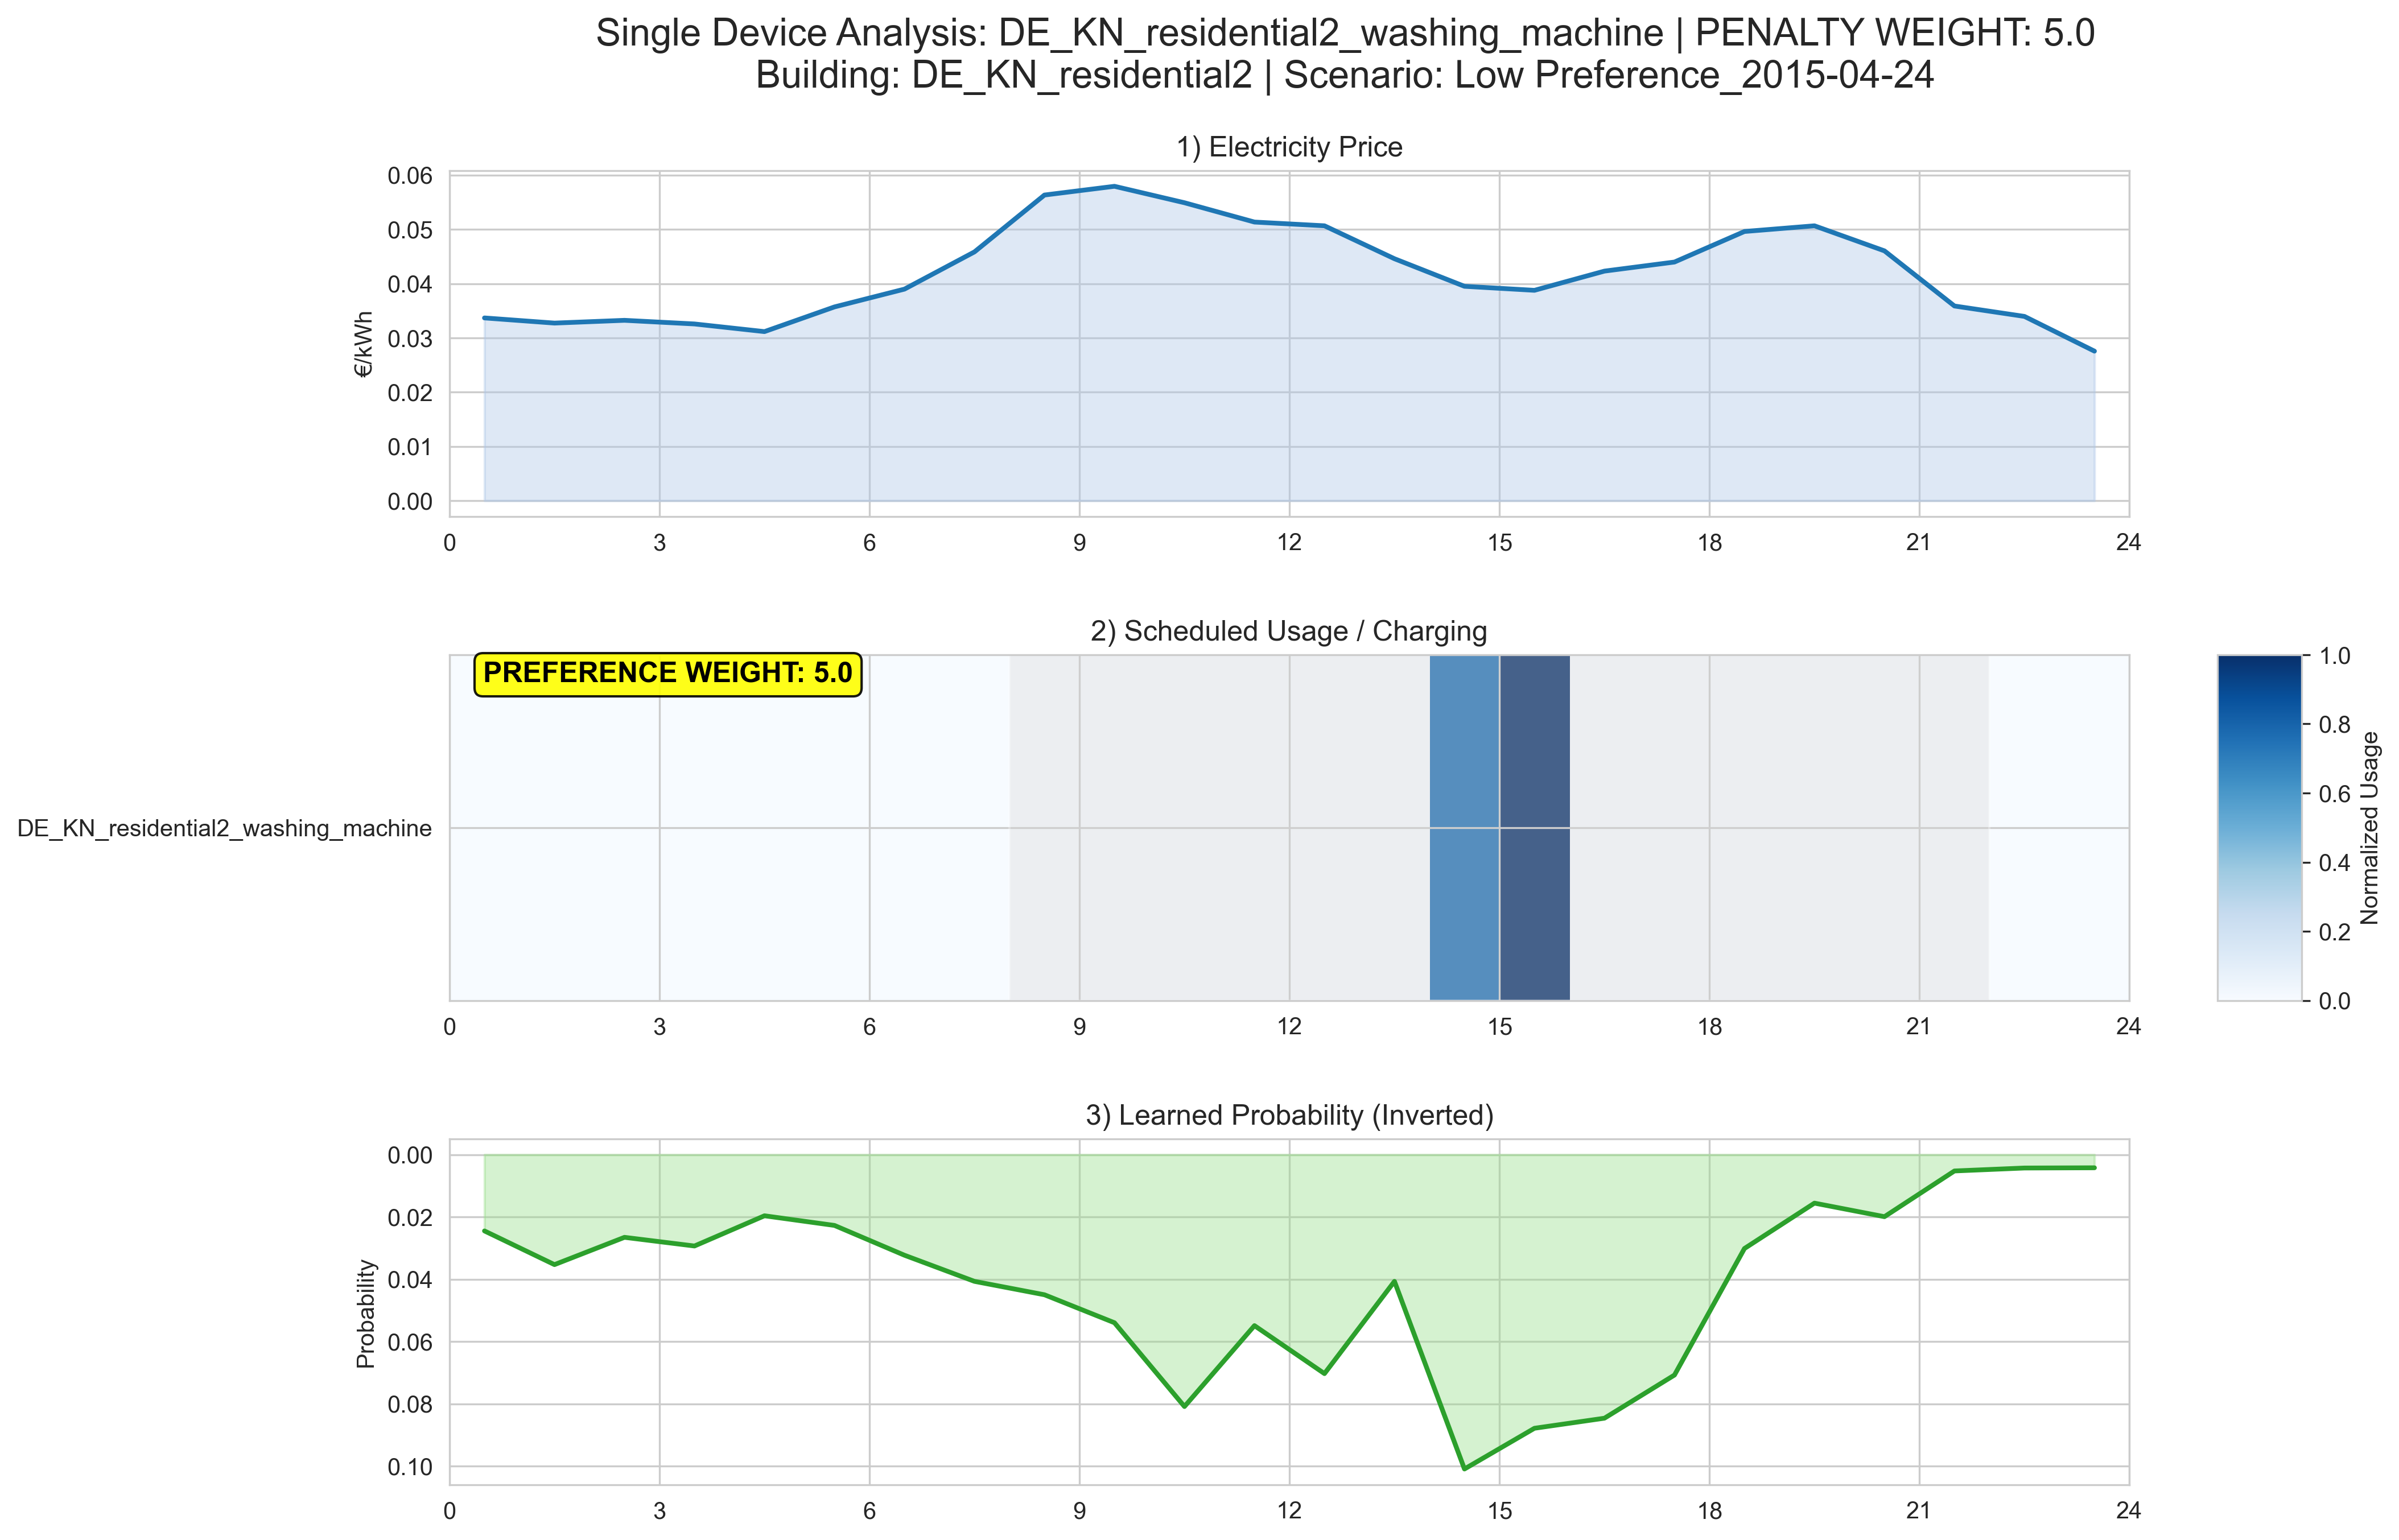 Single Device Analysis: DE_KN_residential2_washing_machine | PENALTY WEIGHT: 5.0
Building: DE_KN_residential2 | Scenario: Low Preference_2015-04-24
1) Electricity Price
€/kWh
0.06
0.05
0.04
0.03
0.02
0.01
0.00
0 3 6 9 12 15 18 21 24
2) Scheduled Usage / Charging
PREFERENCE WEIGHT: 5.0
DE_KN_residential2_washing_machine
0 3 6 9 12 15 18 21 24
1.0
0.8
0.6
0.4
0.2
0.0
Normalized Usage
3) Learned Probability (Inverted)
Probability
0.00
0.02
0.04
0.06
0.08
0.10
0 3 6 9 12 15 18 21 24